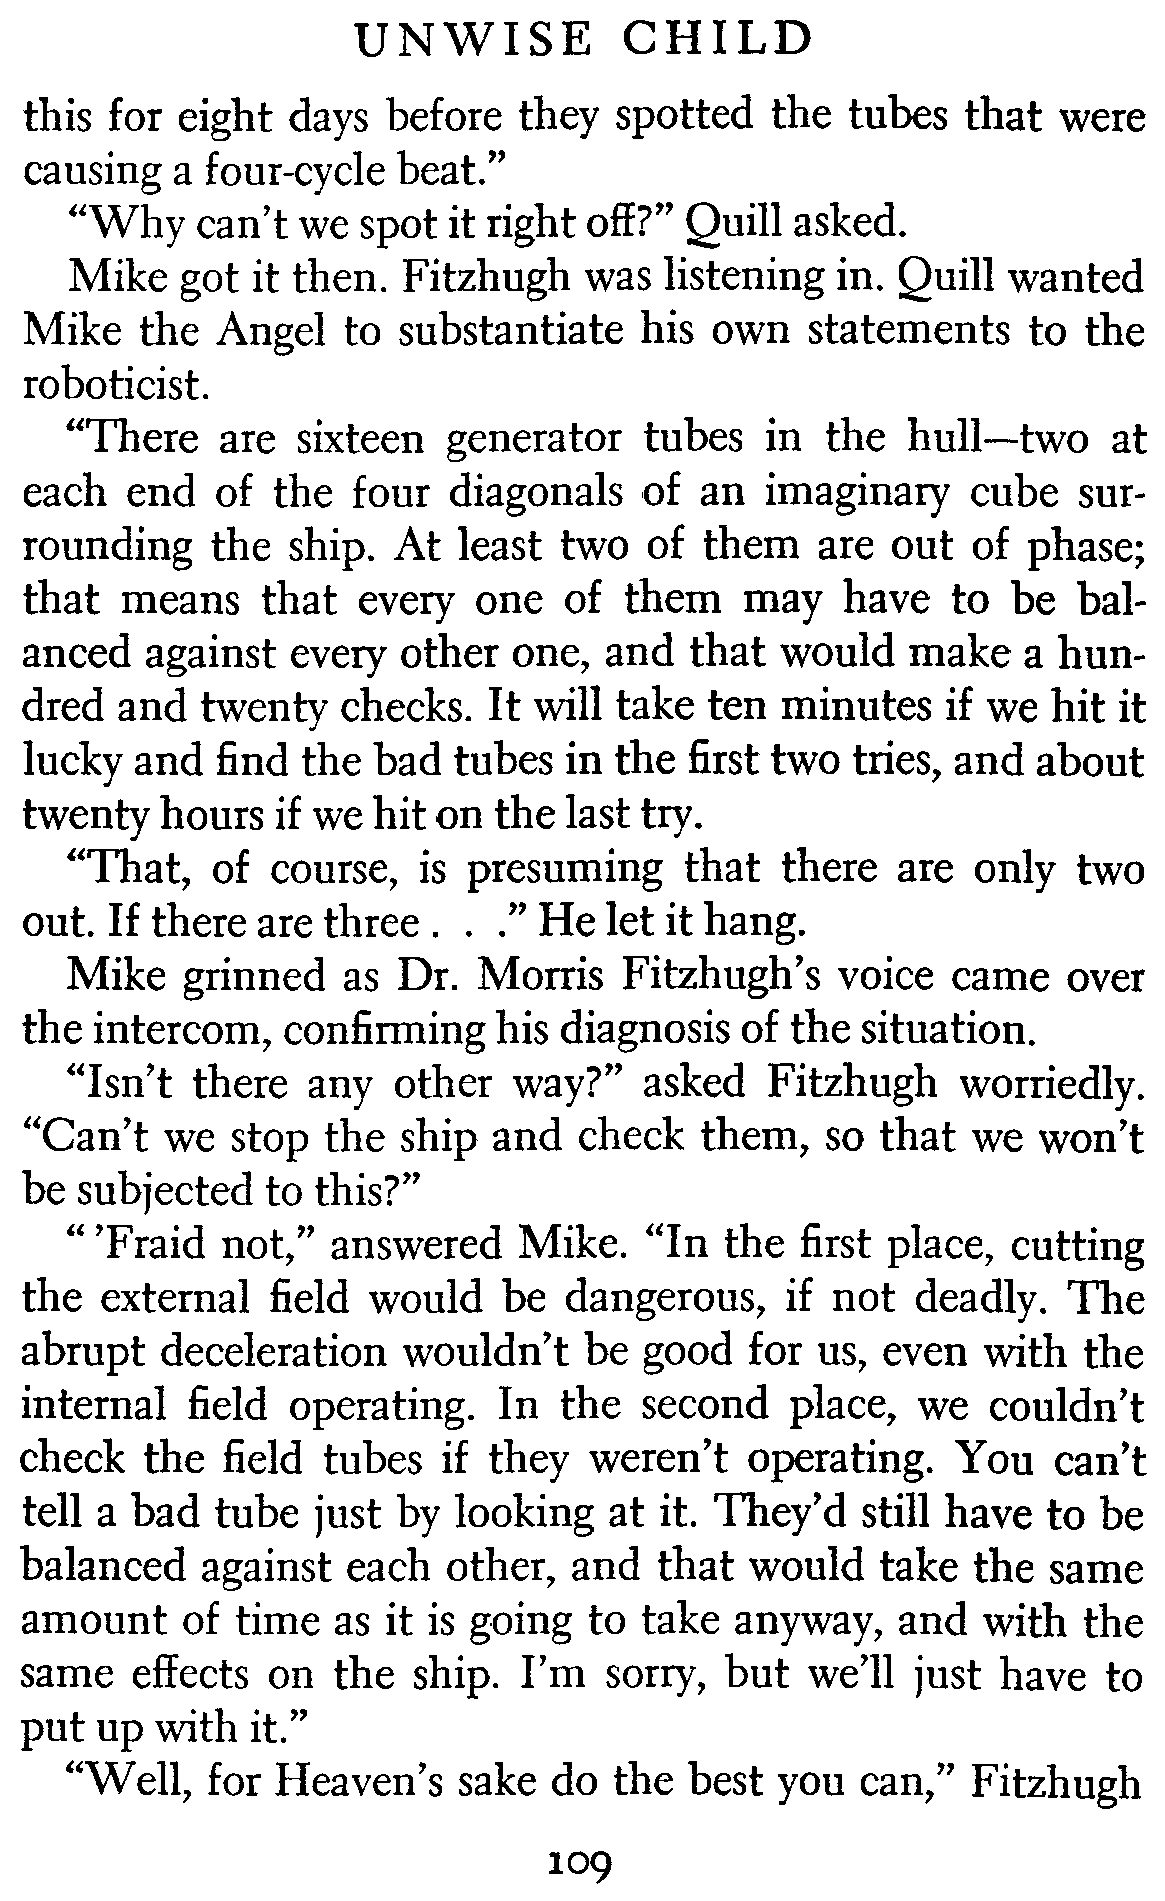 UNWISE CHILD
this for eight days before they spotted the tubes that were
causing a four-cycle beat.”
“Why can’t we spot it right off?” Quill asked.
Mike got it then. Fitzhugh was listening in. Quill wanted
Mike the Angel to substantiate his own statements to the
roboticist.
“There are sixteen generator tubes in the hull—two at
each end of the four diagonals of an imaginary cube sur-
rounding the ship. At least two of them are out of phase;
that means that every one of them may have to be bal-
anced against every other one, and that would make a hun-
dred and twenty checks. It will take ten minutes if we hit it
lucky and find the bad tubes in the first two tries, and about
twenty hours if we hit on the last try.
“That, of course, is presuming that there are only two
out. If there are three . . .” He let it hang.
Mike grinned as Dr. Morris Fitzhugh’s voice came over
the intercom, confirming his diagnosis of the situation.
“Isn’t there any other way?” asked Fitzhugh worriedly.
“Can’t we stop the ship and check them, so that we won’t
be subjected to this?”
“ ’Fraid not,” answered Mike. “In the first place, cutting
the external field would be dangerous, if not deadly. The
abrupt deceleration wouldn’t be good for us, even with the
internal field operating. In the second place, we couldn’t
check the field tubes if they weren’t operating. You can’t
tell a bad tube just by looking at it. They’d still have to be
balanced against each other, and that would take the same
amount of time as it is going to take anyway, and with the
same effects on the ship. I’m sorry, but we’ll just have to
put up with it.”
“Well, for Heaven’s sake do the best you can,” Fitzhugh
109